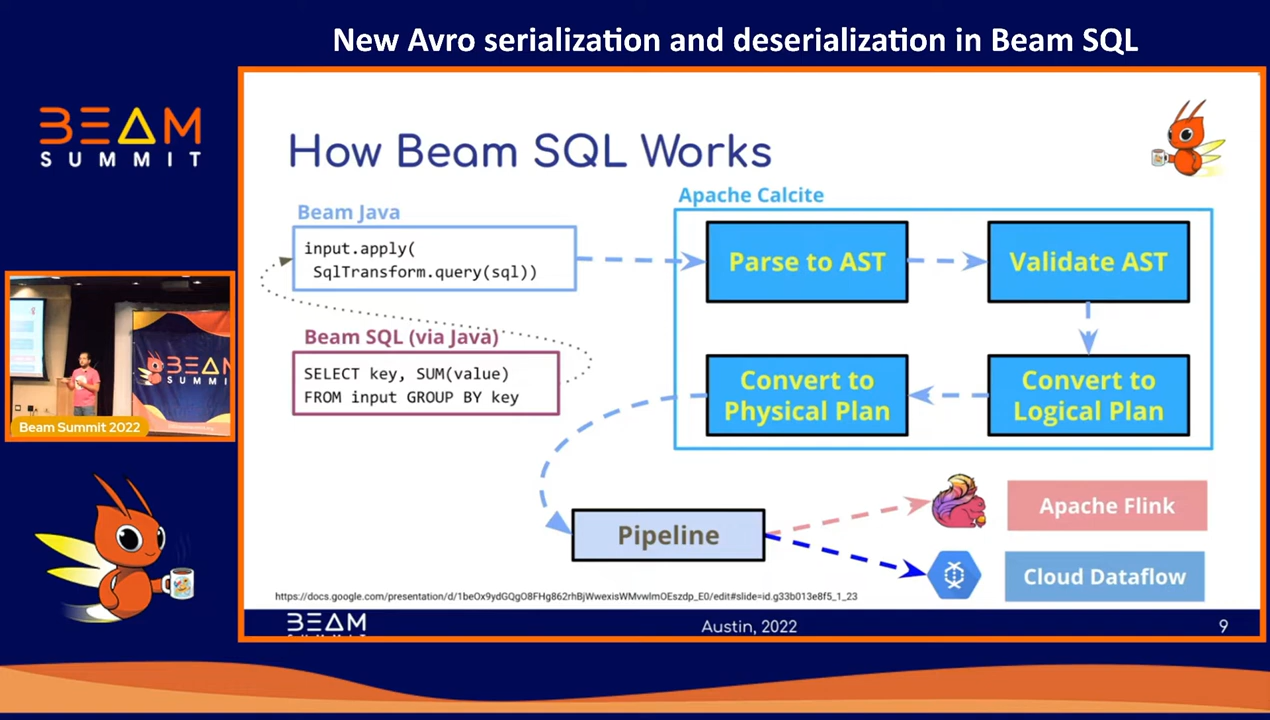 New Avro serialization and deserialization in Beam SQL
BEAM
SUMMIT
How Beam SQL Works
Apache Calcite
Beam Java
input.apply(
SqlTransform.query(sql))
Parse to AST
Validate AST
Beam SQL (via Java)
SELECT key, SUM(value)
FROM input GROUP BY key
Convert to
Physical Plan
Convert to
Logical Plan
BEAM
SUMMIT
Beam Summit 2022
Pipeline
Apache Flink
Cloud Dataflow
https://docs.google.com/presentation/d/1beOx9ydGQgO8FHg862rhBjWwexisWMvwlmOEszdp_E0/edit#slide=id.g33b013e8f5_1_23
BEAM
Austin, 2022
9